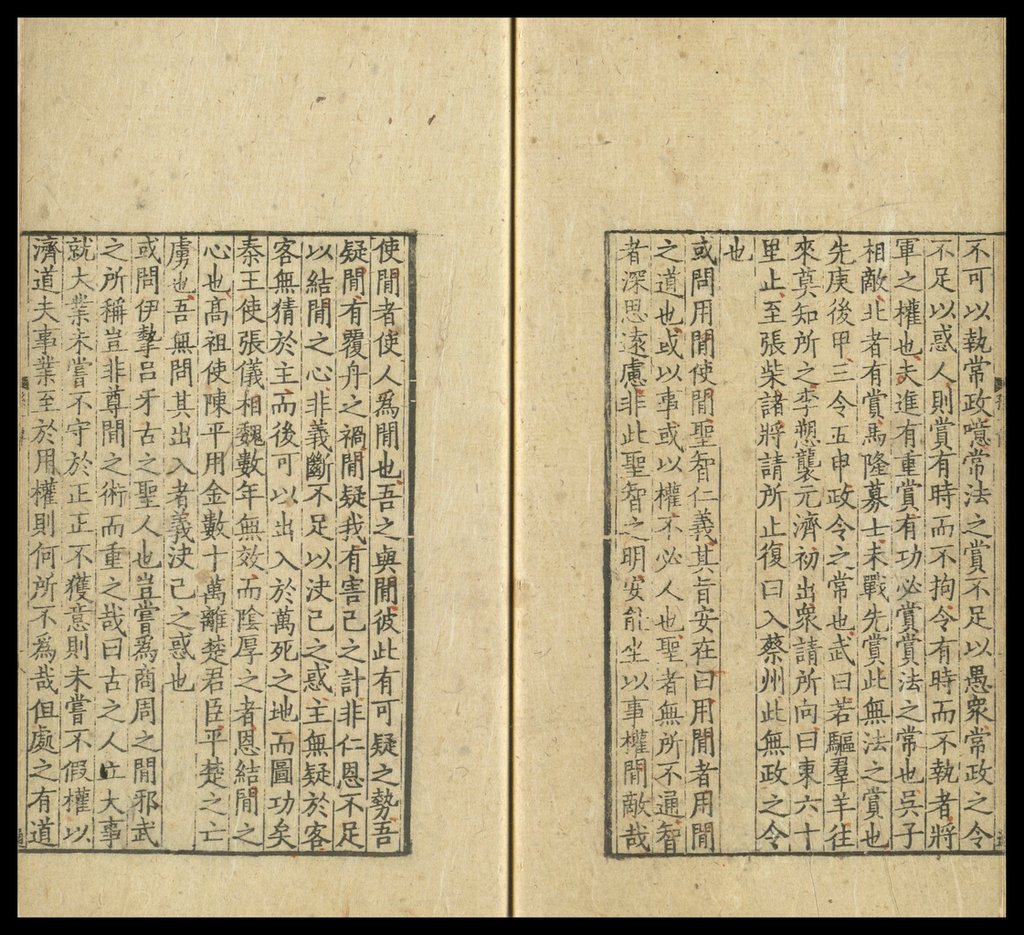 不可以執常政噫常法之賞不足以愚衆常政之令
不足以惑人則賞有時而不拘令有時而不執者將
軍之權也夫進有重賞有功必賞賞法之常也吳子
相敵北者有賞馬隆募士未戰先賞此無法之賞也
先庚後甲三令五申政令之常也武曰若驅羣羊往
來莫知所之李愬襲元濟初出衆請所向曰東六十
里止至張柴諸將請所止復曰入蔡州此無政之令
也
或問用閒使閒聖智仁義其旨安在曰用閒者用閒
之道也或以事或以權不必人也聖者無所不通智
者深思遠慮非此聖智之明安能坐以事權閒敵哉
使閒者使人爲閒也吾之與閒彼此有可疑之勢吾
疑閒有覆舟之禍閒疑我有害己之計非仁恩不足
以結閒之心非義斷不足以决己之惑主無疑於客
客無猜於主而後可以出入於萬死之地而圖功矣
秦王使張儀相魏數年無效而陰厚之者恩結閒之
心也髙祖使陳平用金數十萬離楚君臣平楚之亡
虜也吾無問其出入者義决己之惑也
或問伊摯呂牙古之聖人也豈嘗爲商周之閒邪武
之所稱豈非尊閒之術而重之哉曰古之人立大事
就大業未嘗不守於正正不獲意則未嘗不假權以
濟道夫事業至於用權則何所不爲哉但處之有道